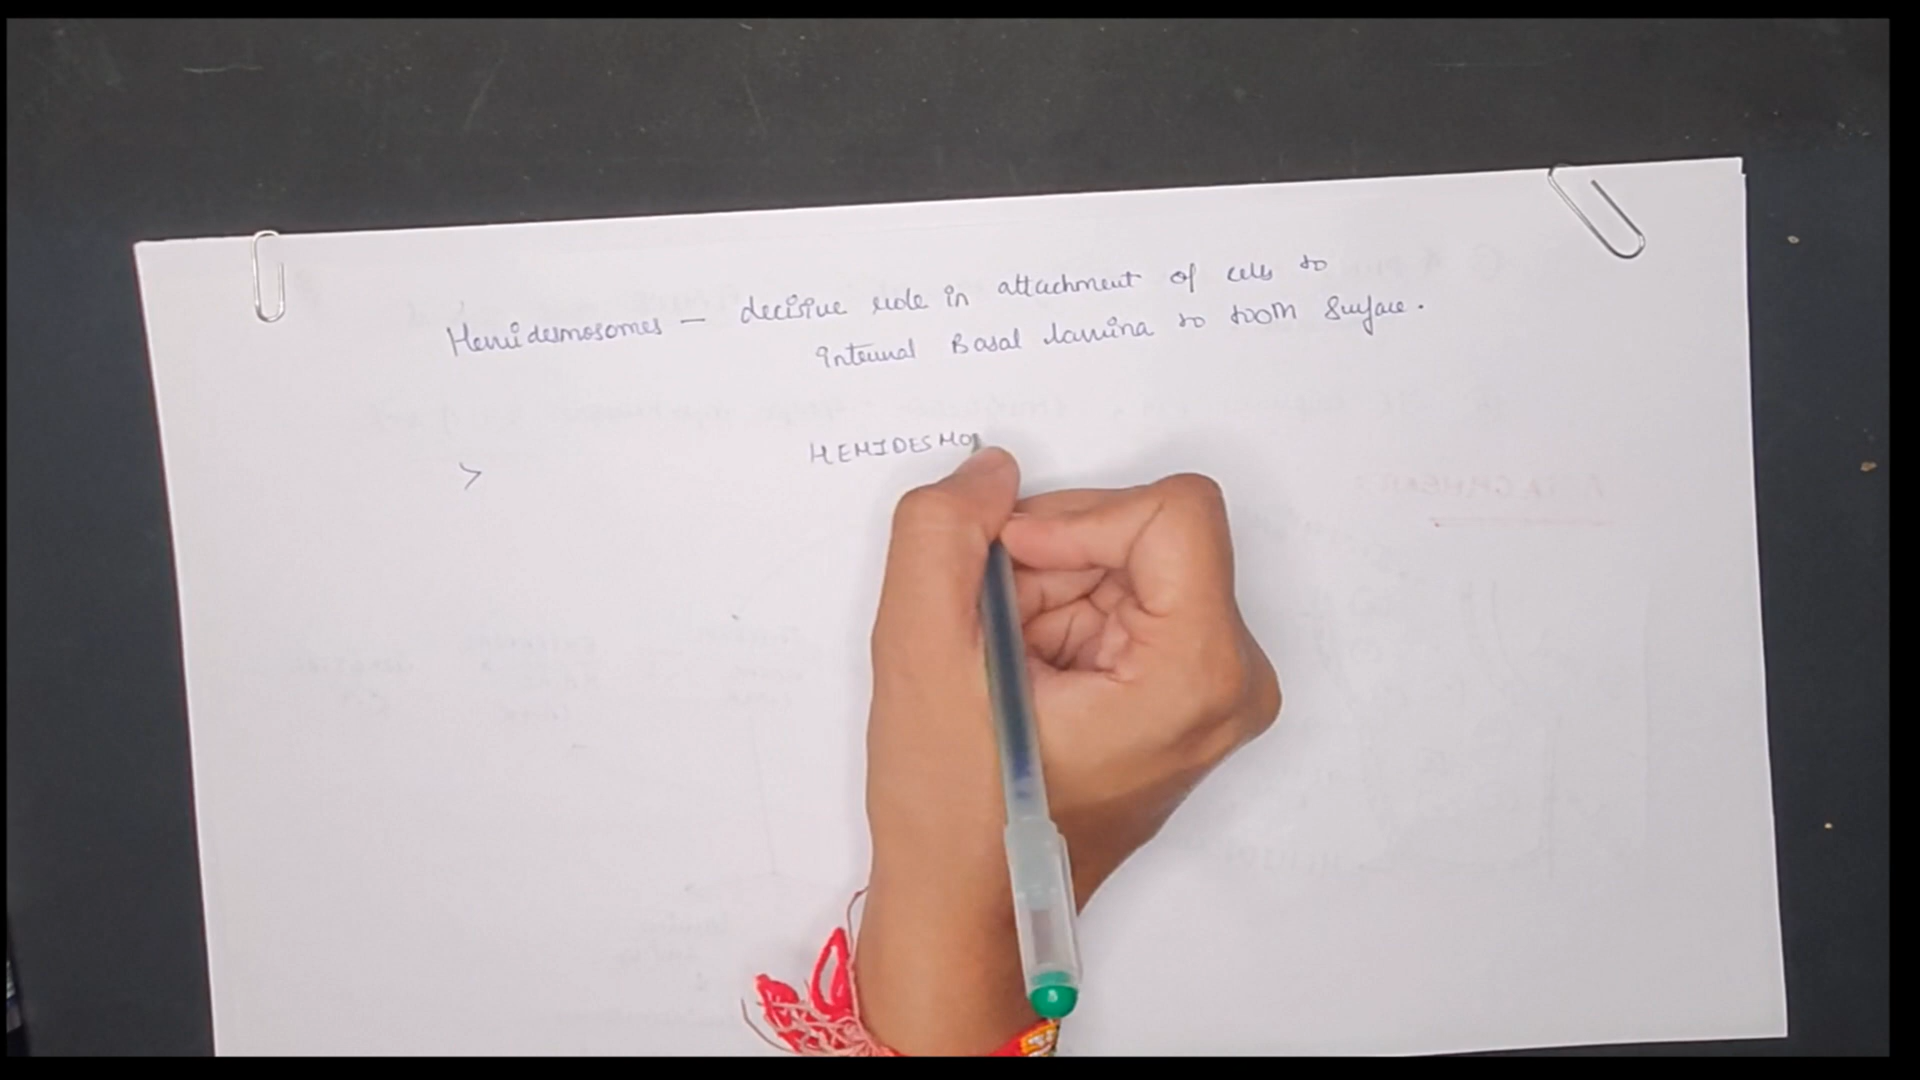 Hemidesmosomes — decisive role in attachment of cells to
internal Basal lamina to tooth surface.
>
HEMIDESMO